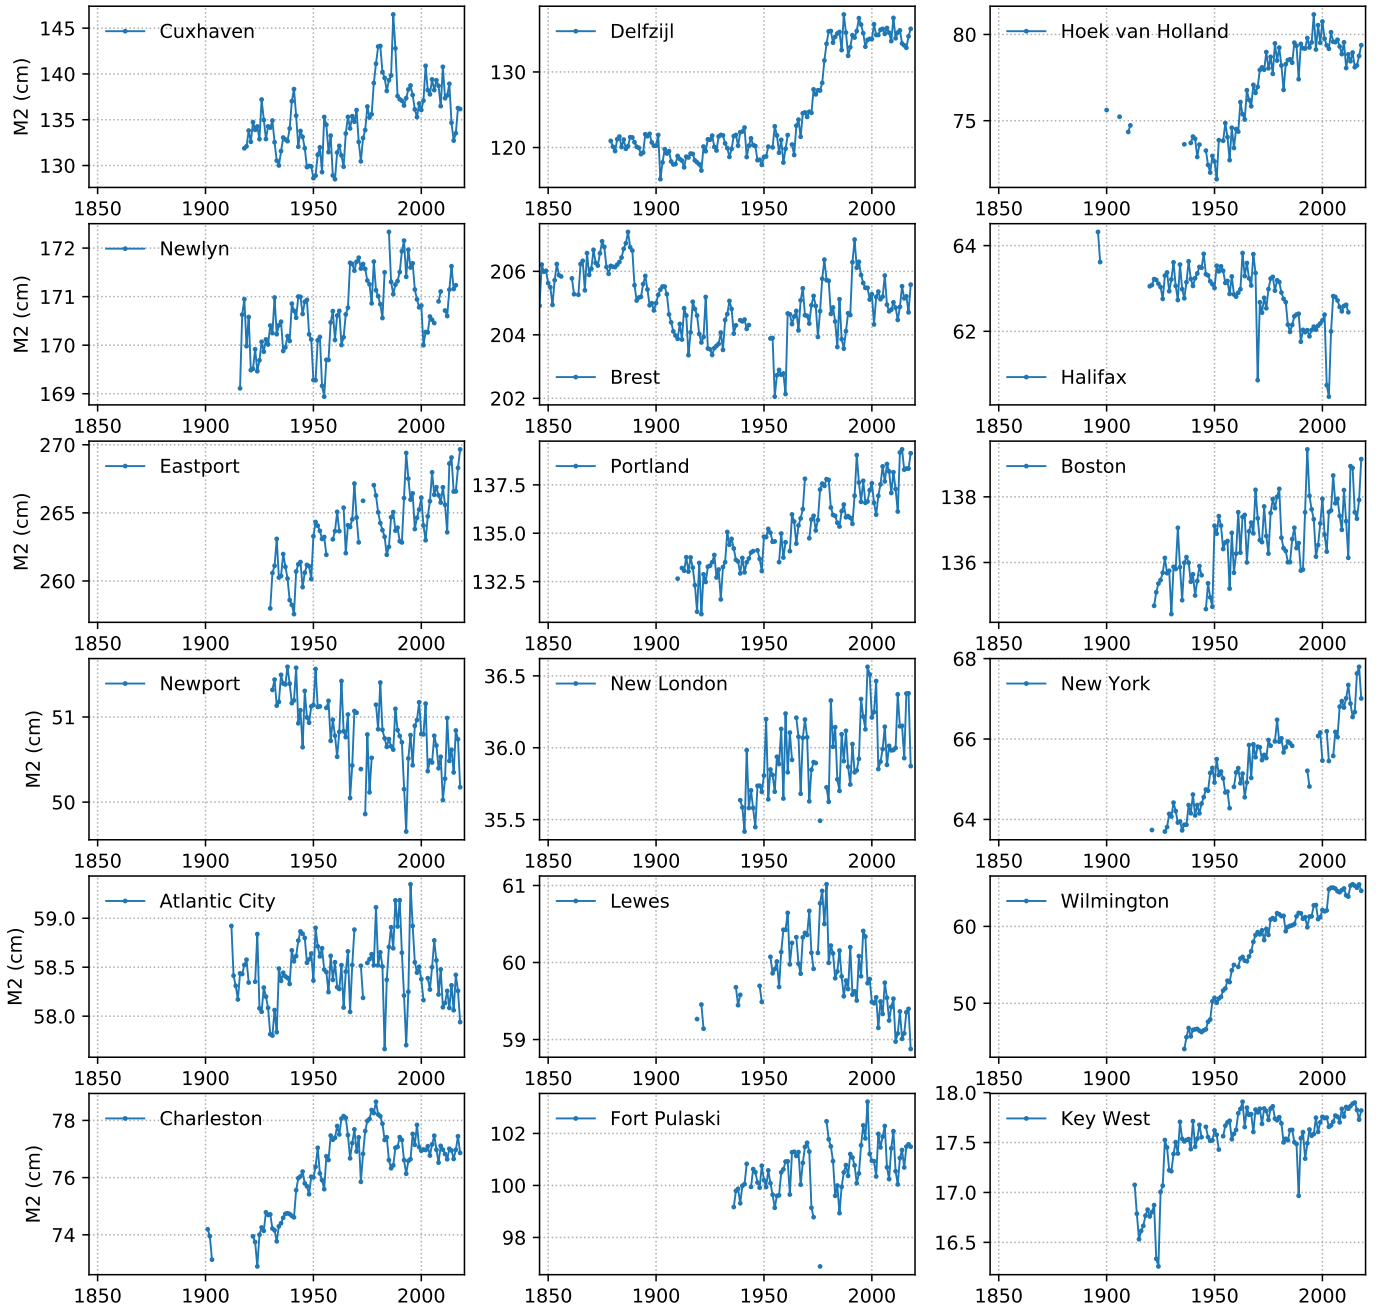 Cuxhaven
Delfzijl
Hoek van Holland
M2 (cm)
145
140
135
130
130
120
80
75
1850 1900 1950 2000
1850 1900 1950 2000
1850 1900 1950 2000
Newlyn
Brest
Halifax
M2 (cm)
172
171
170
169
206
204
202
64
62
1850 1900 1950 2000
1850 1900 1950 2000
1850 1900 1950 2000
Eastport
Portland
Boston
M2 (cm)
270
265
260
137.5
135.0
132.5
138
136
1850 1900 1950 2000
1850 1900 1950 2000
1850 1900 1950 2000
Newport
New London
New York
M2 (cm)
51
50
36.5
36.0
35.5
68
66
64
1850 1900 1950 2000
1850 1900 1950 2000
1850 1900 1950 2000
Atlantic City
Lewes
Wilmington
M2 (cm)
59.0
58.5
58.0
61
60
59
60
50
1850 1900 1950 2000
1850 1900 1950 2000
1850 1900 1950 2000
Charleston
Fort Pulaski
Key West
M2 (cm)
78
76
74
102
100
98
18.0
17.5
17.0
16.5
1850 1900 1950 2000
1850 1900 1950 2000
1850 1900 1950 2000